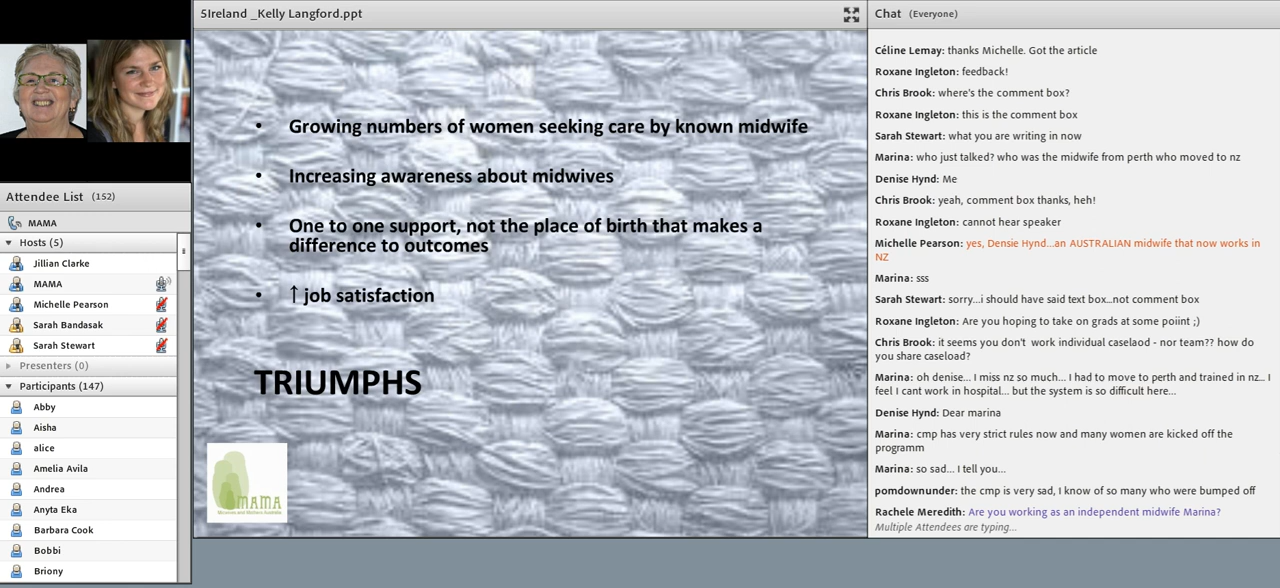 5Ireland _Kelly Langford.ppt
Attendee List (152)
MAMA
Hosts (5)
Jillian Clarke
MAMA
Michelle Pearson
Sarah Bandasak
Sarah Stewart
Presenters (0)
Participants (147)
Abby
Aisha
alice
Amelia Avila
Andrea
Anyta Eka
Barbara Cook
Bobbi
Briony
• Growing numbers of women seeking care by known midwife
• Increasing awareness about midwives
• One to one support, not the place of birth that makes a
difference to outcomes
• ↑ job satisfaction
TRIUMPHS
MAMA
Chat (Everyone)
Céline Lemay: thanks Michelle. Got the article
Roxane Ingleton: feedback!
Chris Brook: where's the comment box?
Roxane Ingleton: this is the comment box
Sarah Stewart: what you are writing in now
Marina: who just talked? who was the midwife from perth who moved to nz
Denise Hynd: Me
Chris Brook: yeah, comment box thanks, heh!
Roxane Ingleton: cannot hear speaker
Michelle Pearson: yes, Densie Hynd...an AUSTRALIAN midwife that now works in
NZ
Marina: sss
Sarah Stewart: sorry...i should have said text box...not comment box
Roxane Ingleton: Are you hoping to take on grads at some poiint ;)
Chris Brook: it seems you don't work individual caselaod - nor team?? how do
you share caseload?
Marina: oh denise... I miss nz so much... I had to move to perth and trained in nz... I
feel I cant work in hospital... but the system is so difficult here...
Denise Hynd: Dear marina
Marina: cmp has very strict rules now and many women are kicked off the
programm
Marina: so sad... I tell you...
pomdownunder: the cmp is very sad, I know of so many who were bumped off
Rachele Meredith: Are you working as an independent midwife Marina?
Multiple Attendees are typing...